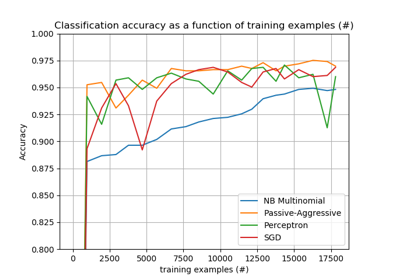 Classification accuracy as a function of training examples (#)
1.000
0.975
0.950
0.925
0.900
0.875
0.850
0.825
0.800
Accuracy
NB Multinomial
Passive-Aggressive
Perceptron
SGD
0 2500 5000 7500 10000 12500 15000 17500
training examples (#)